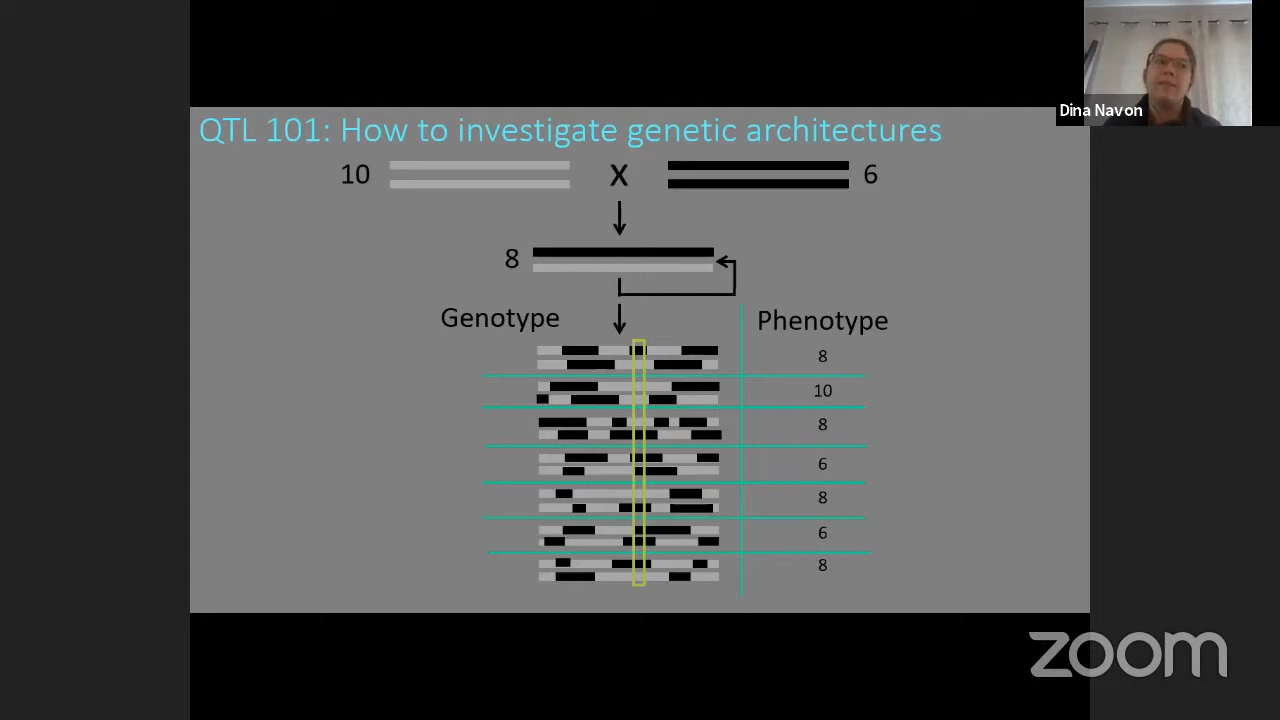 Dina Navon
QTL 101: How to investigate genetic architectures
10 X 6
8
Genotype Phenotype
8
10
8
6
8
6
8
zoom